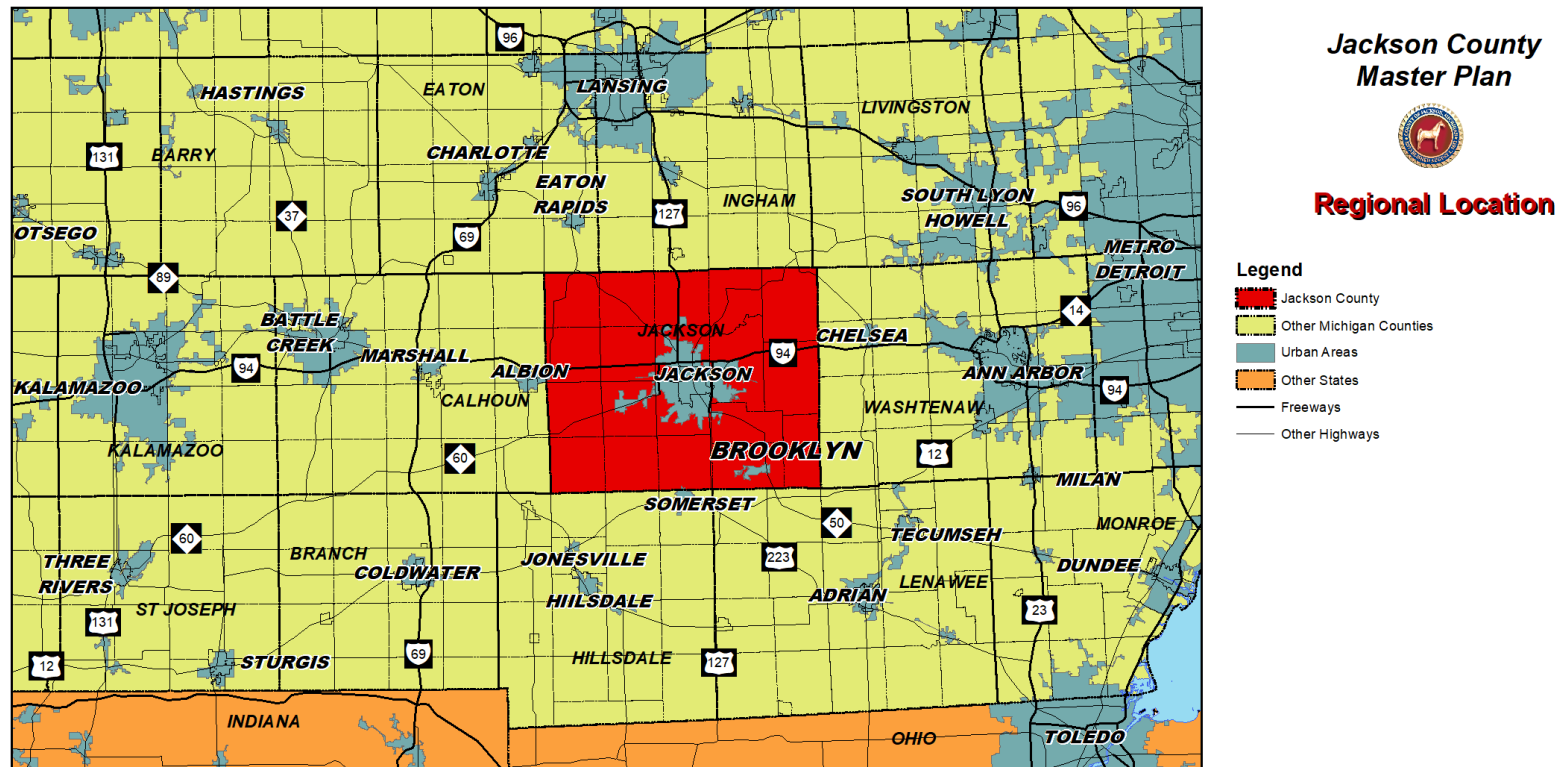 Jackson County
Master Plan
Regional Location
Legend
Jackson County
Other Michigan Counties
Urban Areas
Other States
Freeways
Other Highways
96
HASTINGS
EATON
LANSING
LIVINGSTON
131
BARRY
CHARLOTTE
EATON
RAPIDS
37
127
INGHAM
SOUTH LYON
HOWELL
96
OTSEGO
69
METRO
DETROIT
89
14
BATTLE
CREEK
JACKSON
CHELSEA
MARSHALL
94
94
KALAMAZOO
ALBION
JACKSON
ANN ARBOR
94
CALHOUN
WASHTENAW
KALAMAZOO
60
BROOKLYN
12
MILAN
SOMERSET
50
MONROE
60
TECUMSEH
BRANCH
JONESVILLE
223
THREE
RIVERS
COLDWATER
DUNDEE
LENAWEE
HIILSDALE
ADRIAN
ST JOSEPH
131
23
12
STURGIS
69
HILLSDALE
127
INDIANA
OHIO
TOLEDO